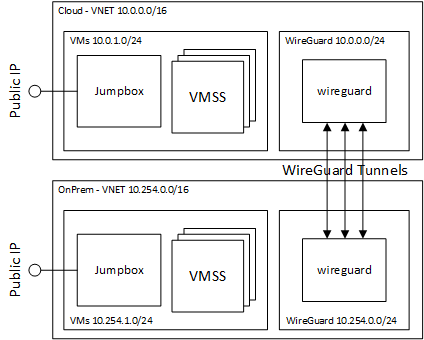 Cloud - VNET 10.0.0.0/16
VMs 10.0.1.0/24
WireGuard 10.0.0.0/24
Public IP
Jumpbox
VMSS
wireguard
WireGuard Tunnels
OnPrem - VNET 10.254.0.0/16
Public IP
Jumpbox
VMSS
wireguard
VMs 10.254.1.0/24
WireGuard 10.254.0.0/24